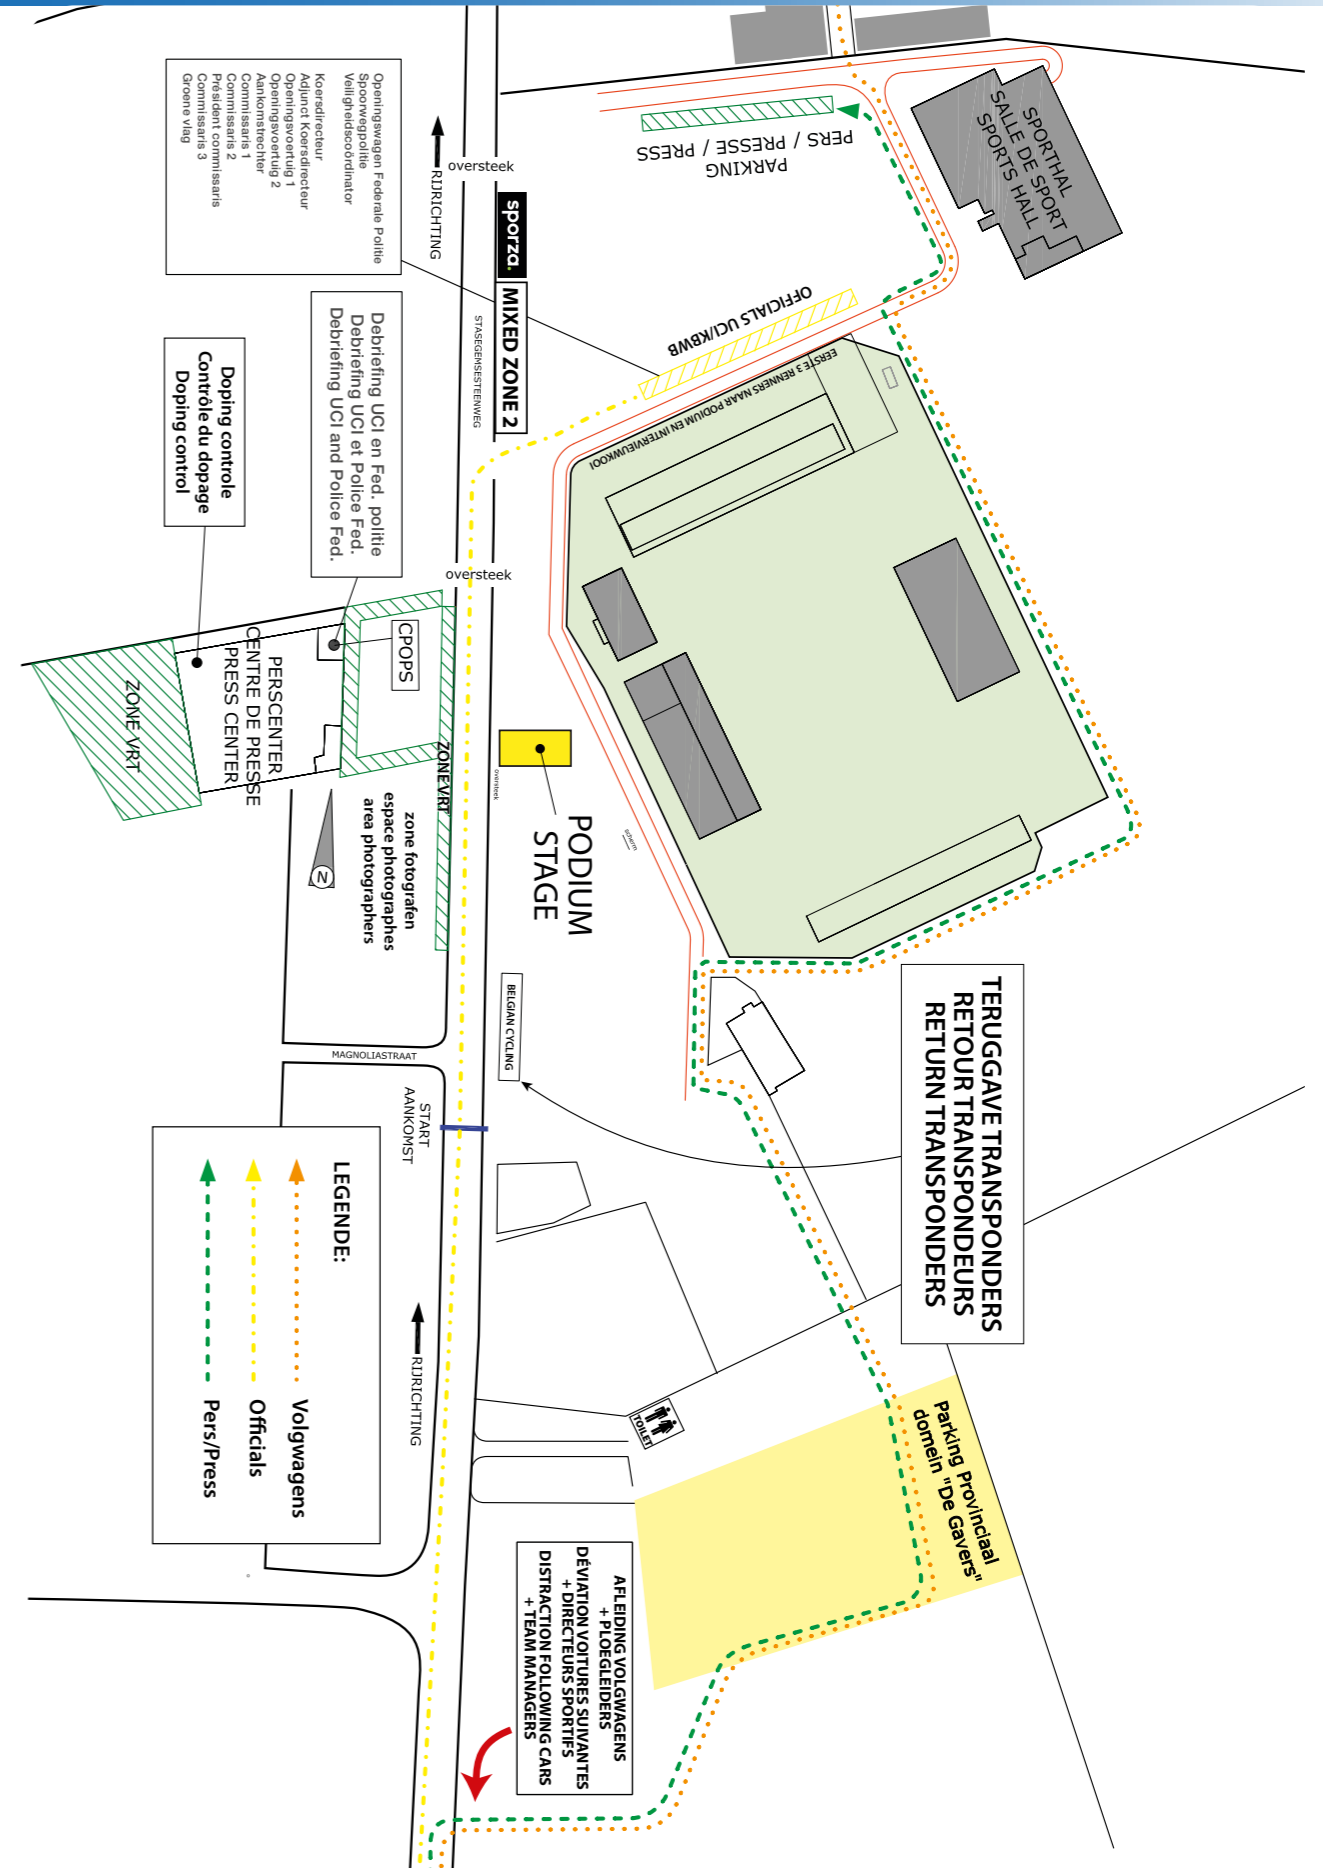 SPORTHAL
SALLE DE SPORT
SPORTS HALL
PERS / PRESSE / PRESS
PARKING
Openingswagen Federale Politie
Spoorwegpolitie
Veiligheidscoördinator
Koersdirecteur
Adjunct Koersdirecteur
Openingsvoertuig 1
Openingsvoertuig 2
Aankomstrechter
Commissaris 1
Commissaris 2
Président commissaris
Commissaris 3
Groene vlag
oversteek
RIJRICHTING
sporza.
MIXED ZONE 2
STASEGEMSESTEENWEG
OFFICIALS UCI/KBWB
EERSTE 3 RENNERS NAAR PODIUM EN INTERVIEUWKOOI
Debriefing UCI en Fed. politie
Debriefing UCI et Police Fed.
Debriefing UCI and Police Fed.
Doping controle
Contrôle du dopage
Doping control
oversteek
CPOPS
PERSCENTER
CENTRE DE PRESSE
PRESS CENTER
ZONE VRT
ZONE VRT
oversteek
PODIUM
STAGE
scherm
zone fotografen
espace photographes
area photographers
N
BELGIAN CYCLING
TERUGGAVE TRANSPONDERS
RETOUR TRANSPONDEURS
RETURN TRANSPONDERS
MAGNOLIASTRAAT
START
AANKOMST
LEGENDE:
Volgwagens
Officials
Pers/Press
RIJRICHTING
TOILET
Parking Provinciaal
domein "De Gavers"
AFLEIDING VOLGWAGENS
+ PLOEGLEIDERS
DÉVIATION VOITURES SUIVANTES
+ DIRECTEURS SPORTIFS
DISTRACTION FOLLOWING CARS
+ TEAM MANAGERS